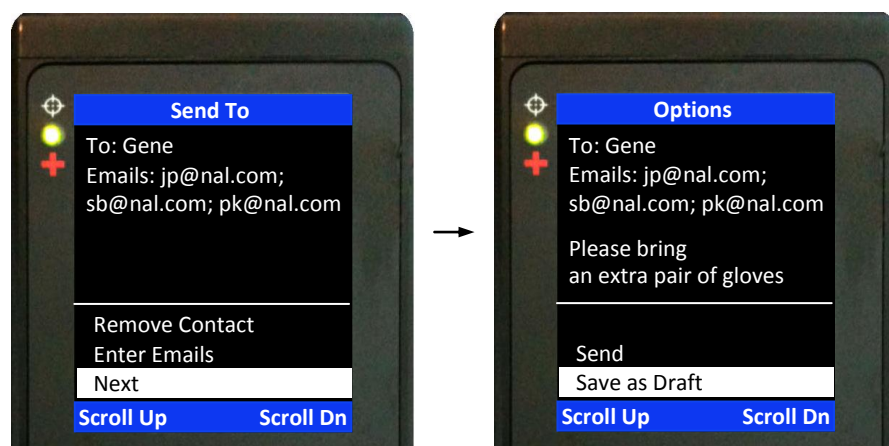 Send To
To: Gene
Emails: jp@nal.com;
sb@nal.com; pk@nal.com
Remove Contact
Enter Emails
Next
Scroll Up Scroll Dn
Options
To: Gene
Emails: jp@nal.com;
sb@nal.com; pk@nal.com
Please bring
an extra pair of gloves
Send
Save as Draft
Scroll Up Scroll Dn